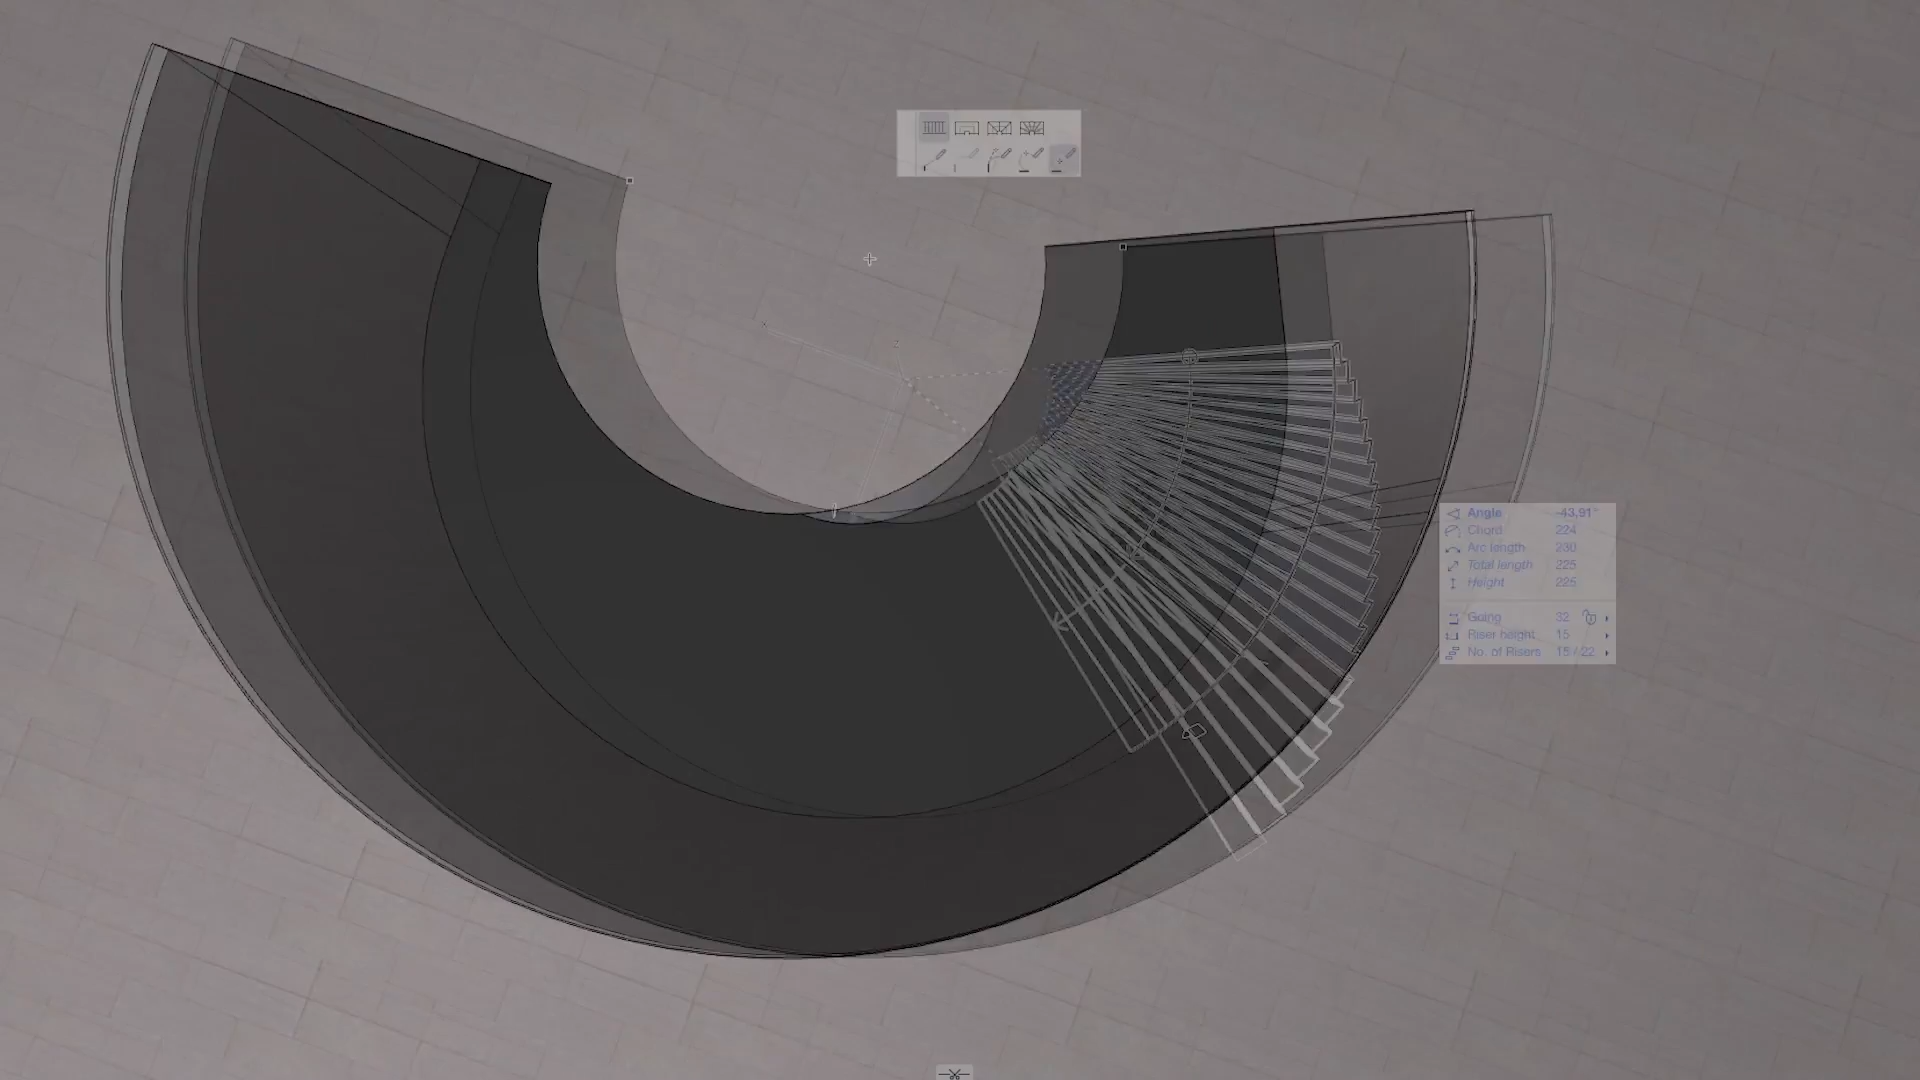 Angle -43,91°
Chord 224
Arc length 230
Total length 225
Height 225
Going 32
Riser height 15
No. of Risers 15 / 22